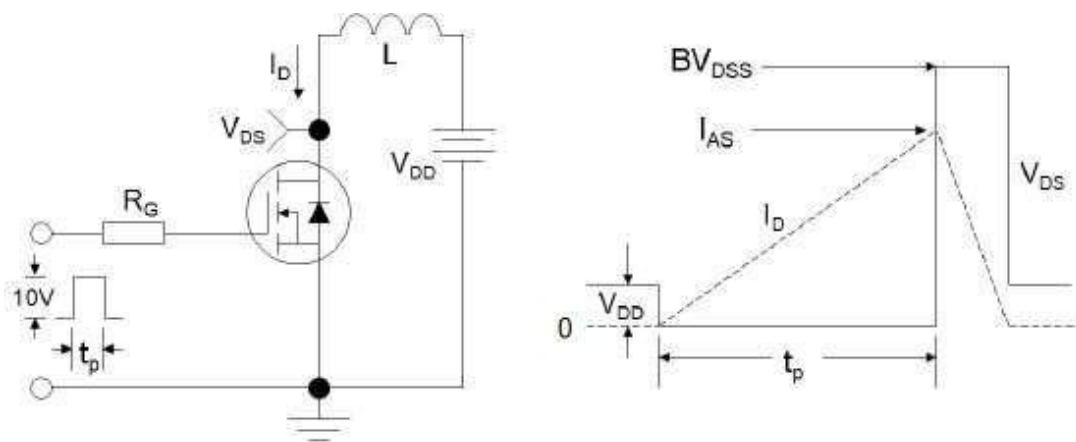 L
I_D
V_DS
V_DD
R_G
10V
t_p
BV_DSS
I_AS
V_DS
I_D
V_DD
0
t_p